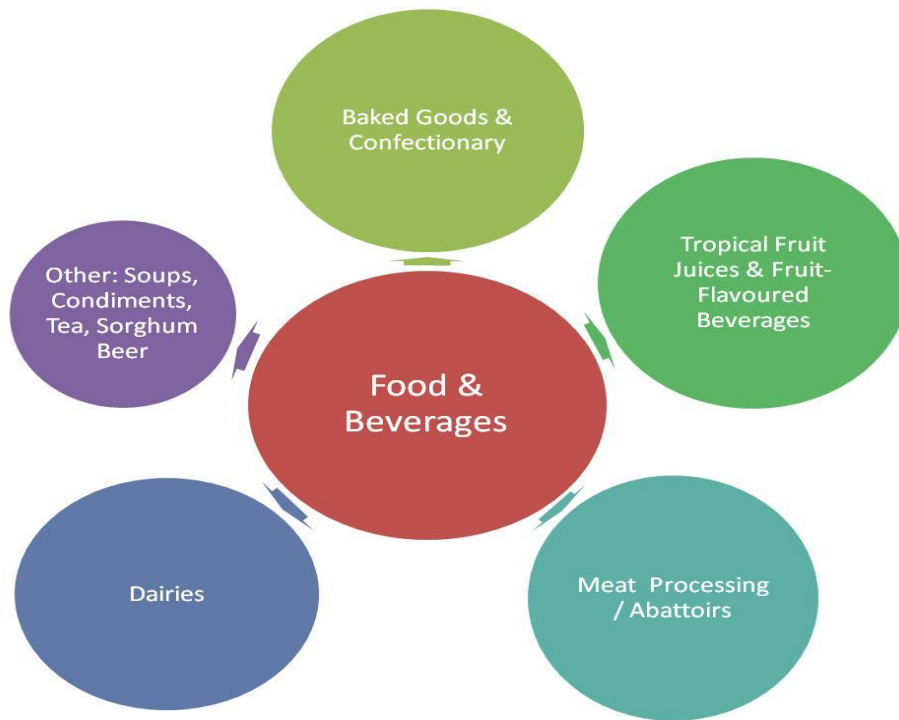 Baked Goods &
Confectionary
Tropical Fruit
Juices & Fruit-
Flavoured
Beverages
Other: Soups,
Condiments,
Tea, Sorghum
Beer
Food &
Beverages
Dairies
Meat  Processing
/ Abattoirs